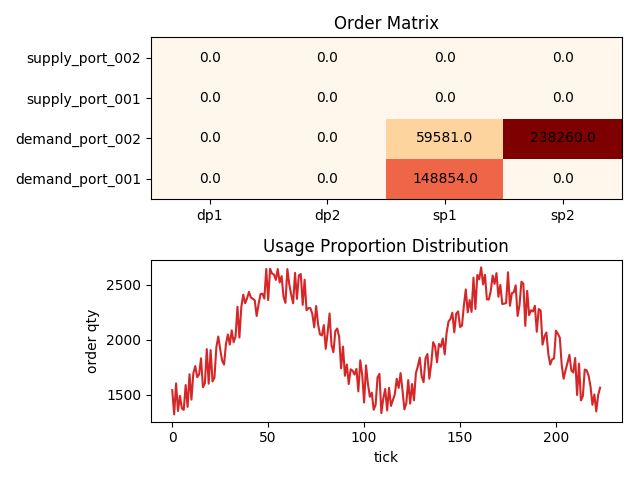 Order Matrix
supply_port_002 0.0 0.0 0.0 0.0
supply_port_001 0.0 0.0 0.0 0.0
demand_port_002 0.0 0.0 59581.0 238260.0
demand_port_001 0.0 0.0 148854.0 0.0
dp1 dp2 sp1 sp2
Usage Proportion Distribution
order qty
2500
2000
1500
0 50 100 150 200
tick